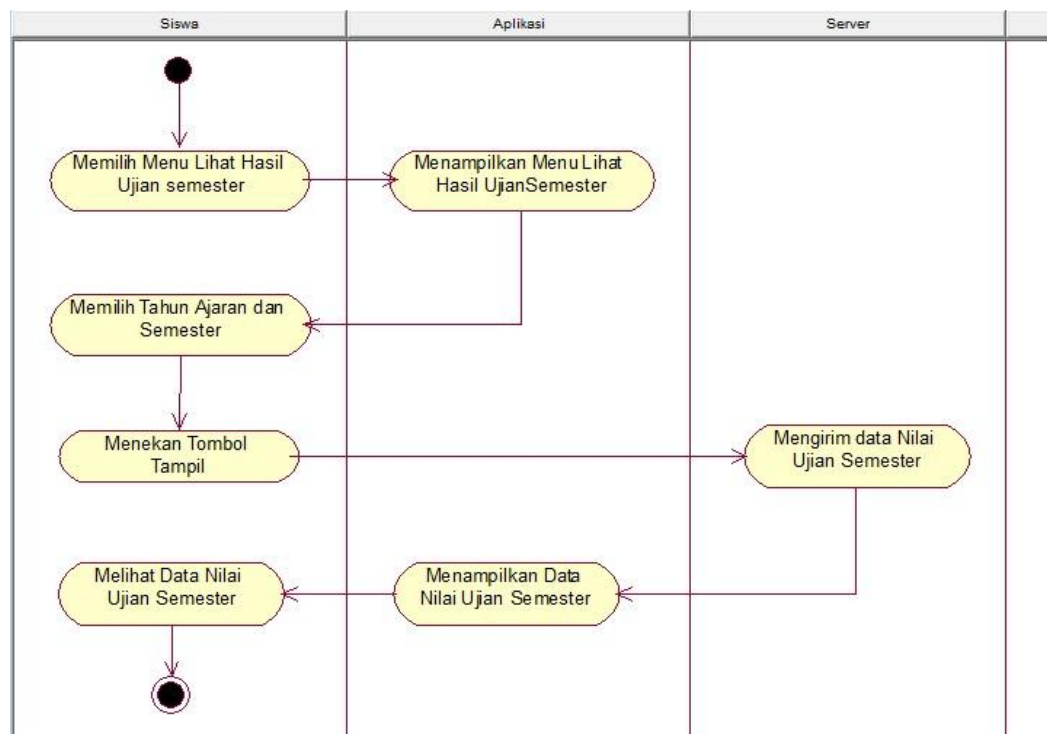 Siswa
Aplikasi
Server
Memilih Menu Lihat Hasil
Ujian semester
Menampilkan Menu Lihat
Hasil UjianSemester
Memilih Tahun Ajaran dan
Semester
Menekan Tombol
Tampil
Mengirim data Nilai
Ujian Semester
Melihat Data Nilai
Ujian Semester
Menampilkan Data
Nilai Ujian Semester